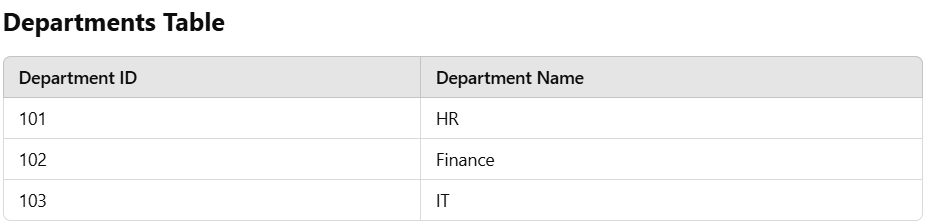 Departments Table
Department ID Department Name
101 HR
102 Finance
103 IT